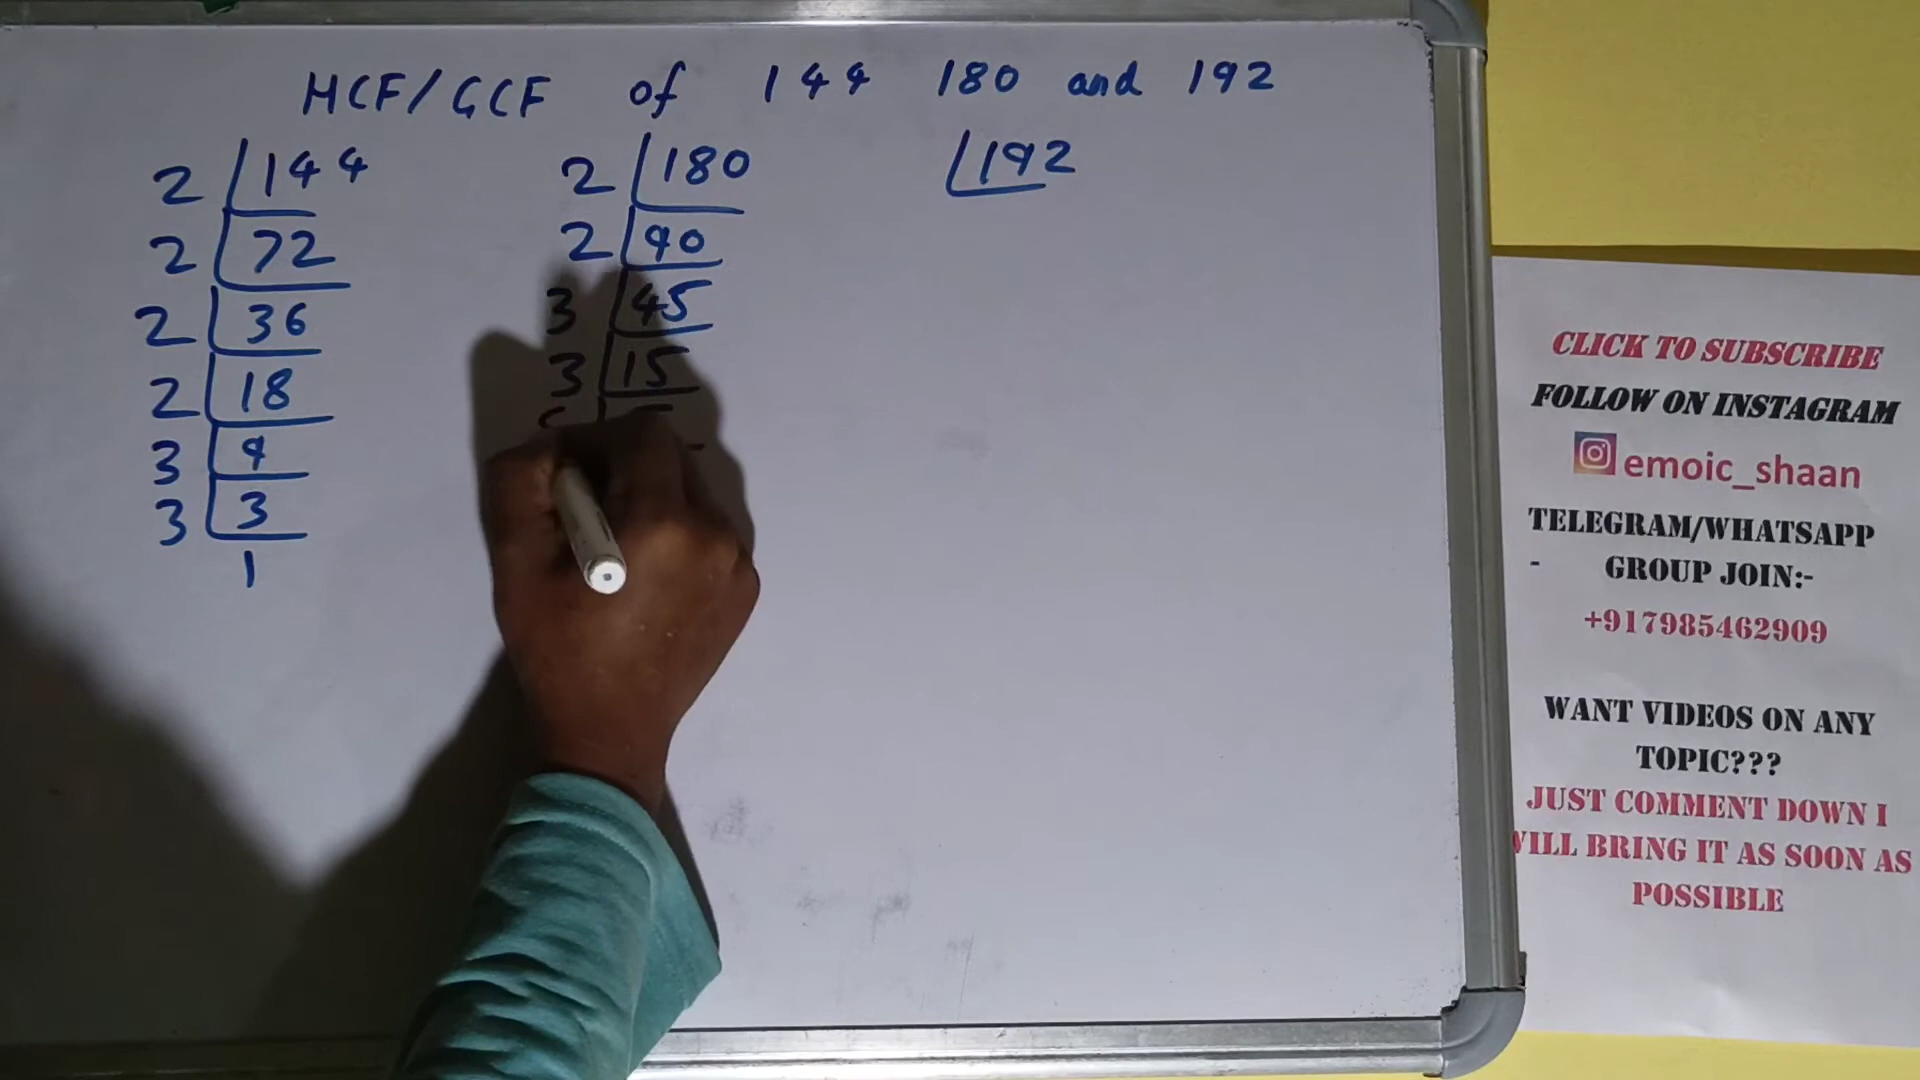 HCF/GCF of 144 180 and 192
2 144
2 72
2 36
2 18
3 9
3 3
1
2 180
2 90
3 45
3 15
192
CLICK TO SUBSCRIBE
FOLLOW ON INSTAGRAM
emoic_shaan
TELEGRAM/WHATSAPP
- GROUP JOIN:-
+917985462909
WANT VIDEOS ON ANY
TOPIC???
JUST COMMENT DOWN I
WILL BRING IT AS SOON AS
POSSIBLE